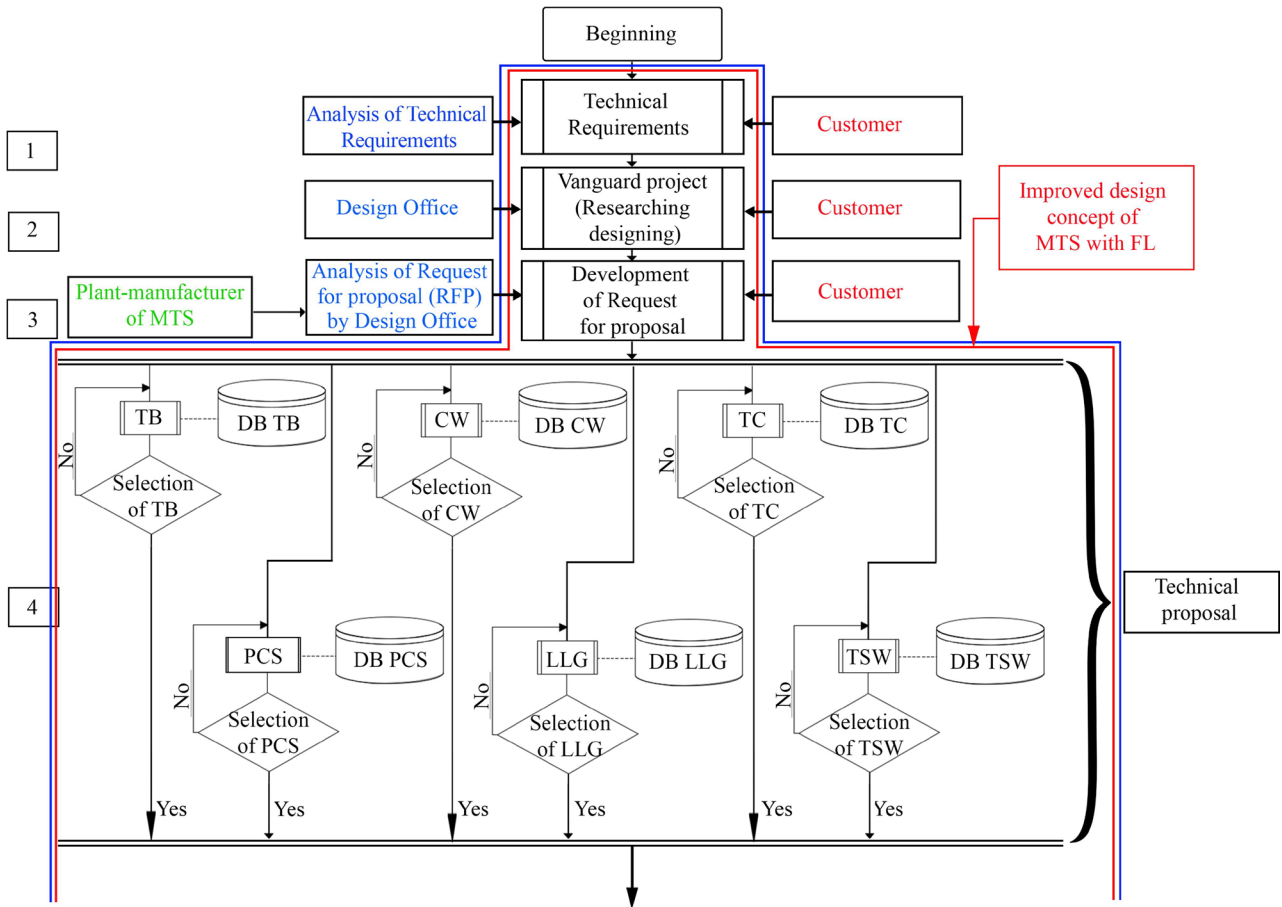 Beginning
Analysis of Technical
Requirements
Technical
Requirements
Customer
1
Design Office
Vanguard project
(Researching
designing)
Customer
2
Improved design
concept of
MTS with FL
Plant-manufacturer
of MTS
Analysis of Request
for proposal (RFP)
by Design Office
Development
of Request
for proposal
Customer
3
TB
DB TB
No
Selection
of TB
CW
DB CW
No
Selection
of CW
TC
DB TC
No
Selection
of TC
4
Technical
proposal
PCS
DB PCS
No
Selection
of PCS
LLG
DB LLG
No
Selection
of LLG
TSW
DB TSW
No
Selection
of TSW
Yes
Yes
Yes
Yes
Yes
Yes